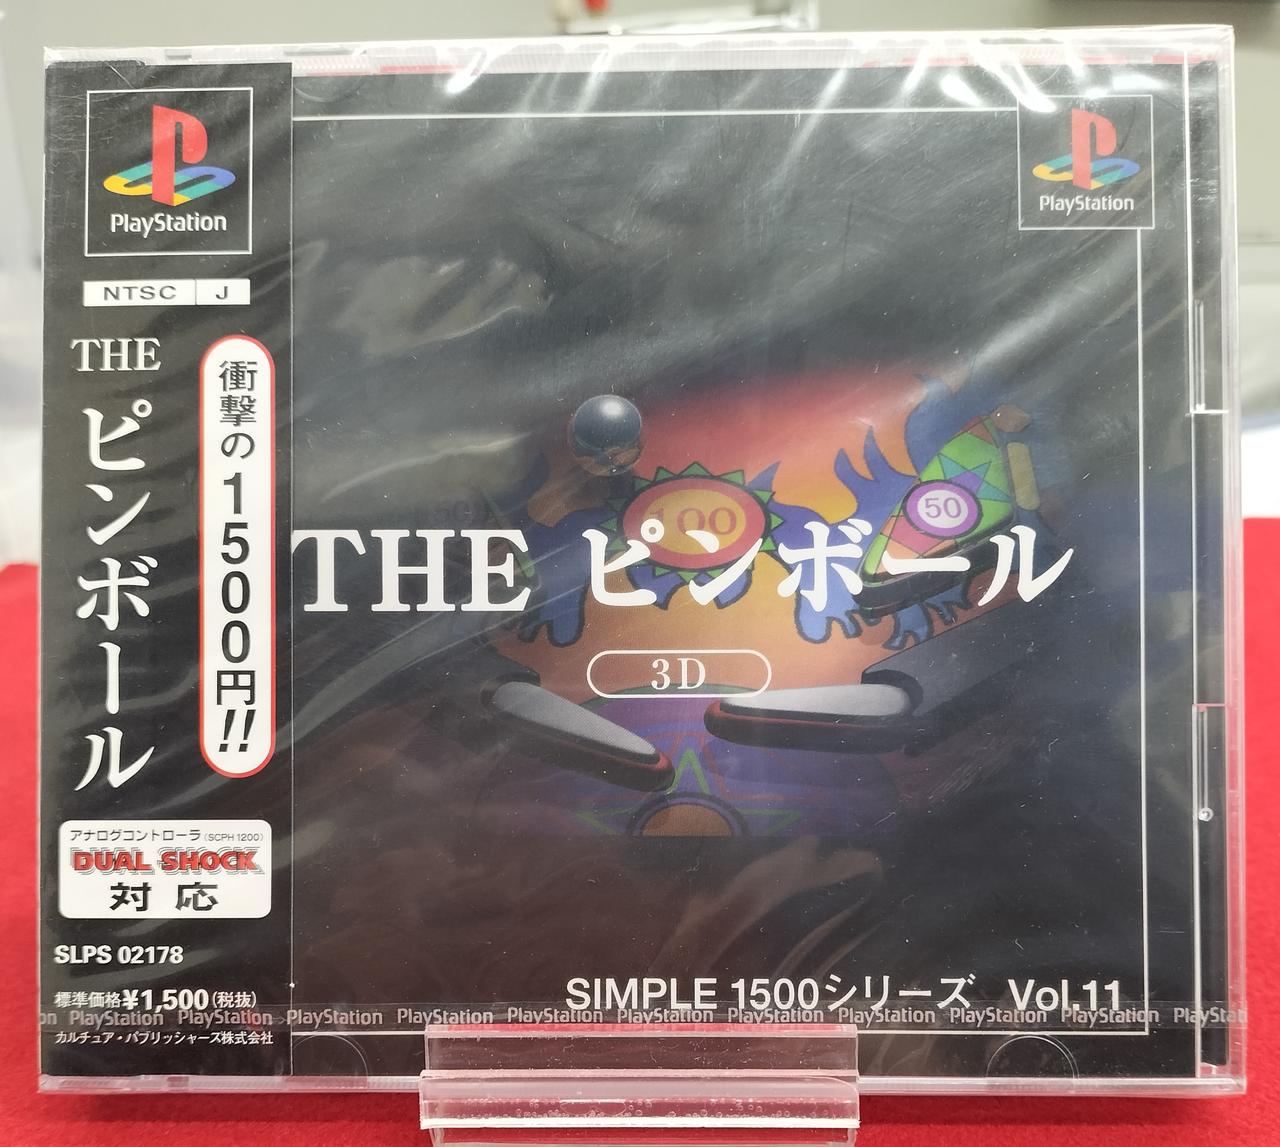 PlayStation
NTSC J
THE ピンボール
衝撃の1500円!!
アナログコントローラ(SCPH 1200)
DUAL SHOCK
対応
SLPS 02178
標準価格¥1,500(税抜)
カルチュア・パブリッシャーズ株式会社
PlayStation
100
50
THE ピンボール
3D
SIMPLE 1500シリーズ Vol.11
on PlayStation PlayStation PlayStation PlayStation PlayStation PlayStation PlayStation PlayStation PlayStation PlayStation PlayStat